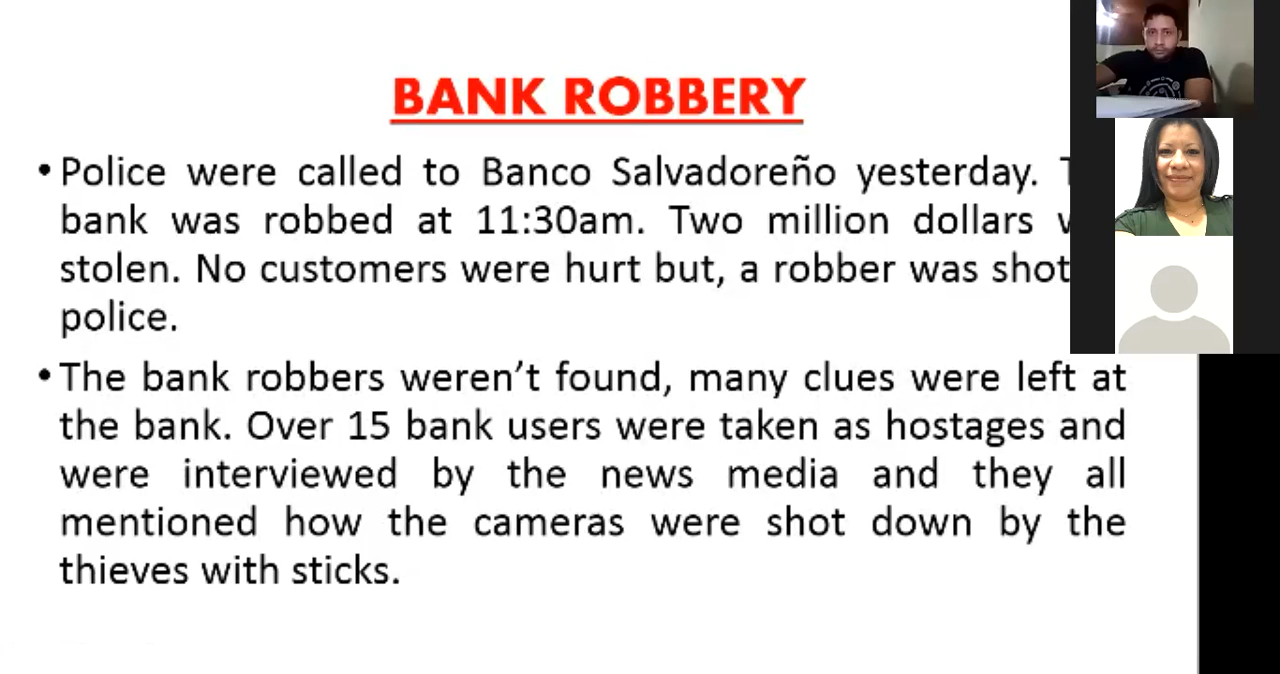 BANK ROBBERY
• Police were called to Banco Salvadoreño yesterday.
bank was robbed at 11:30am. Two million dollars
stolen. No customers were hurt but, a robber was shot
police.
• The bank robbers weren’t found, many clues were left at
the bank. Over 15 bank users were taken as hostages and
were interviewed by the news media and they all
mentioned how the cameras were shot down by the
thieves with sticks.